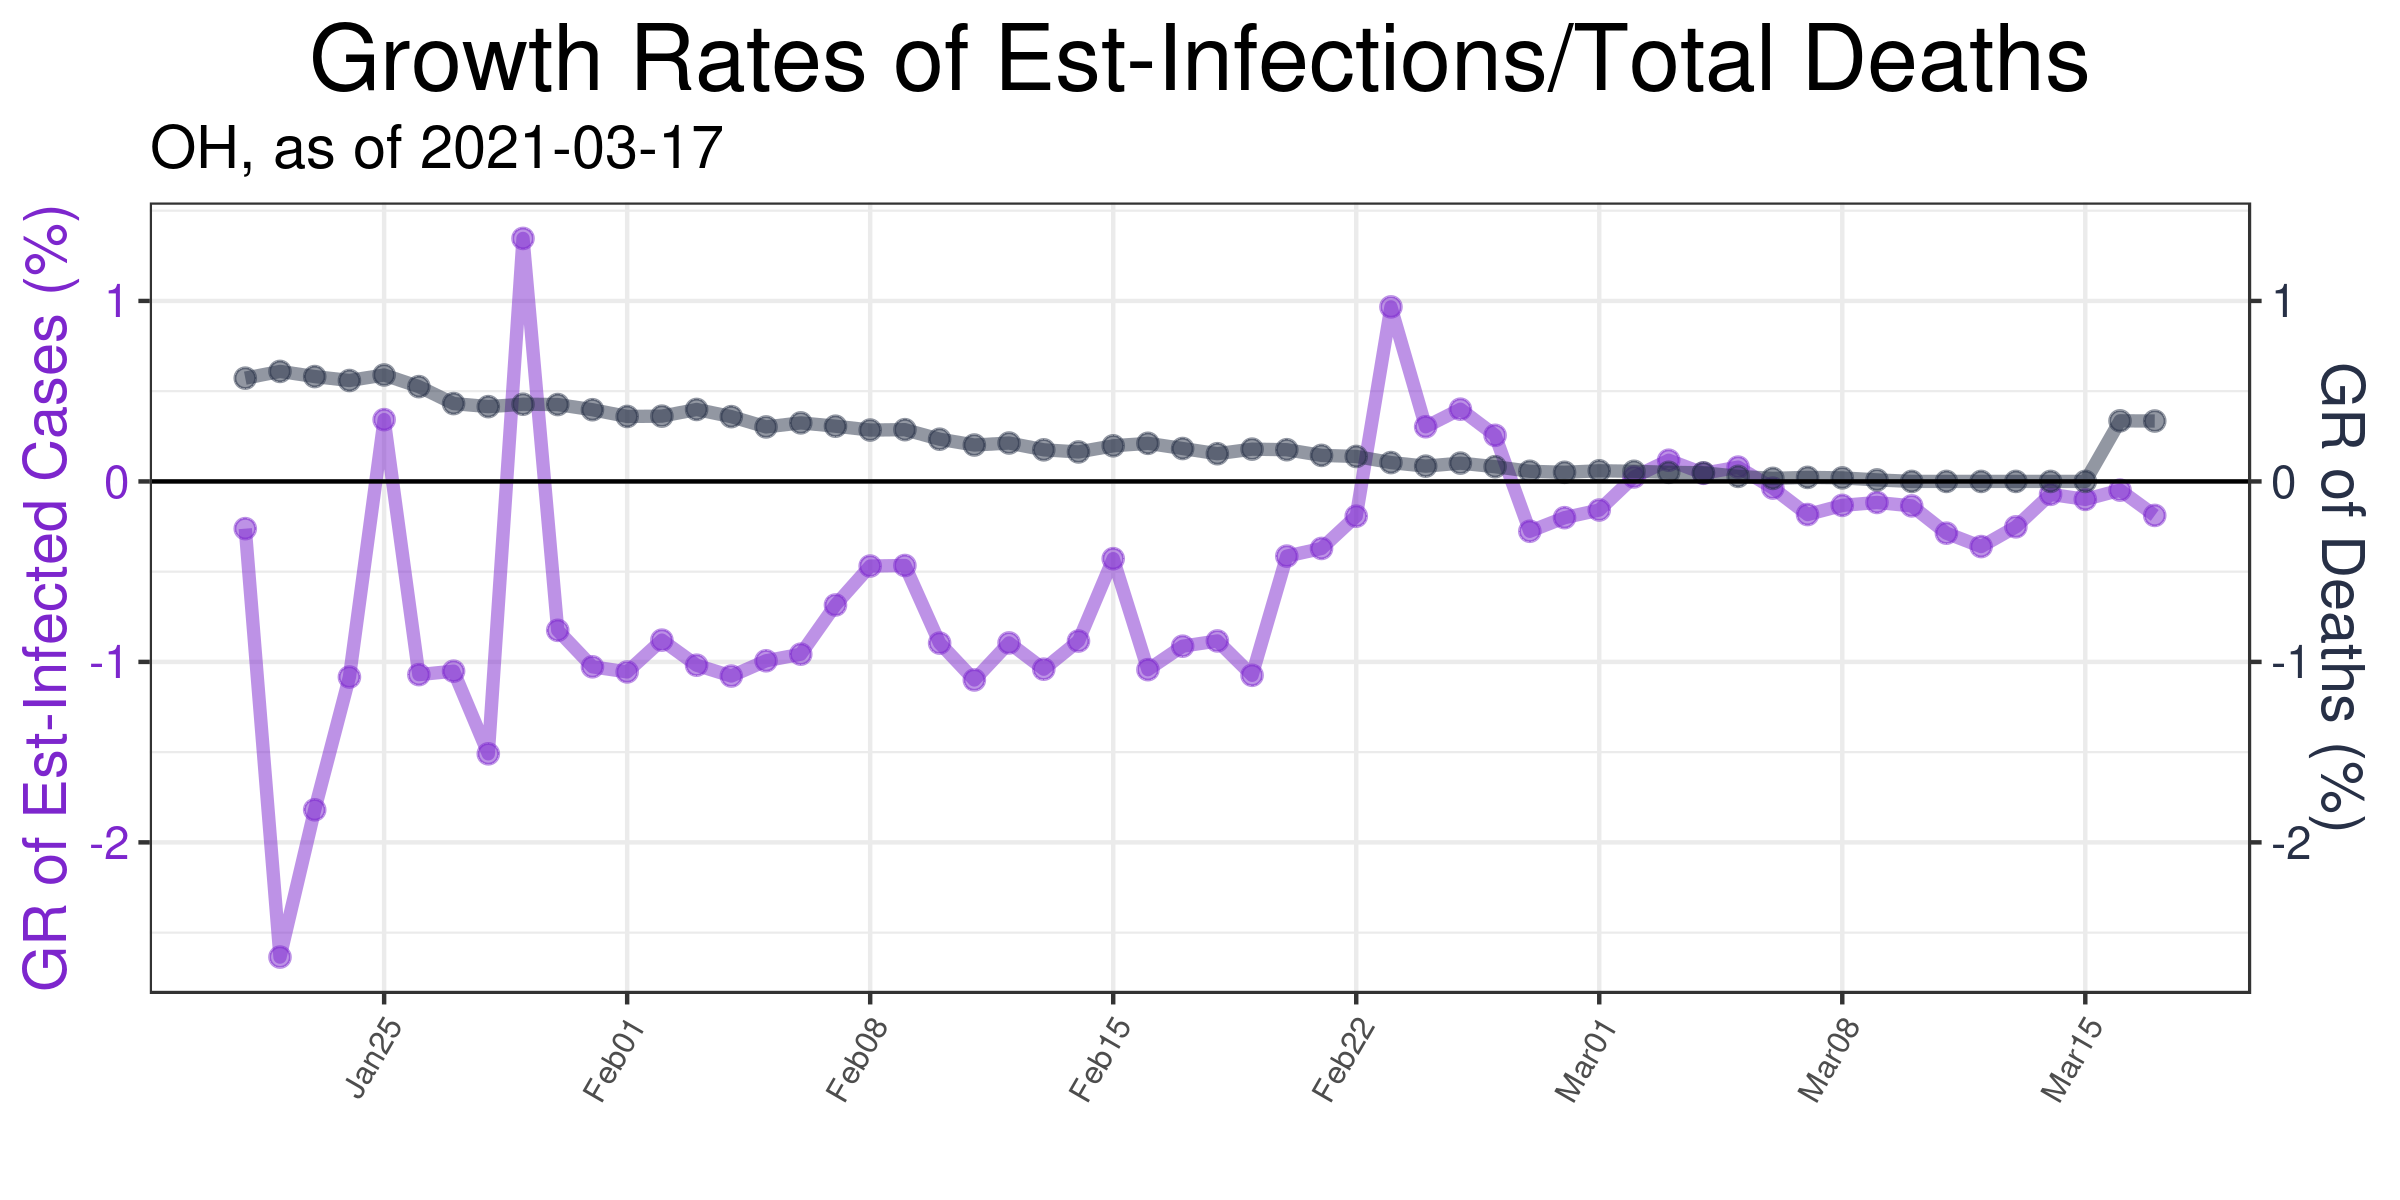 Growth Rates of Est-Infections/Total Deaths
OH, as of 2021-03-17
GR of Est-Infected Cases (%)
1
0
-1
-2
1
0
-1
-2
GR of Deaths (%)
Jan25
Feb01
Feb08
Feb15
Feb22
Mar01
Mar08
Mar15